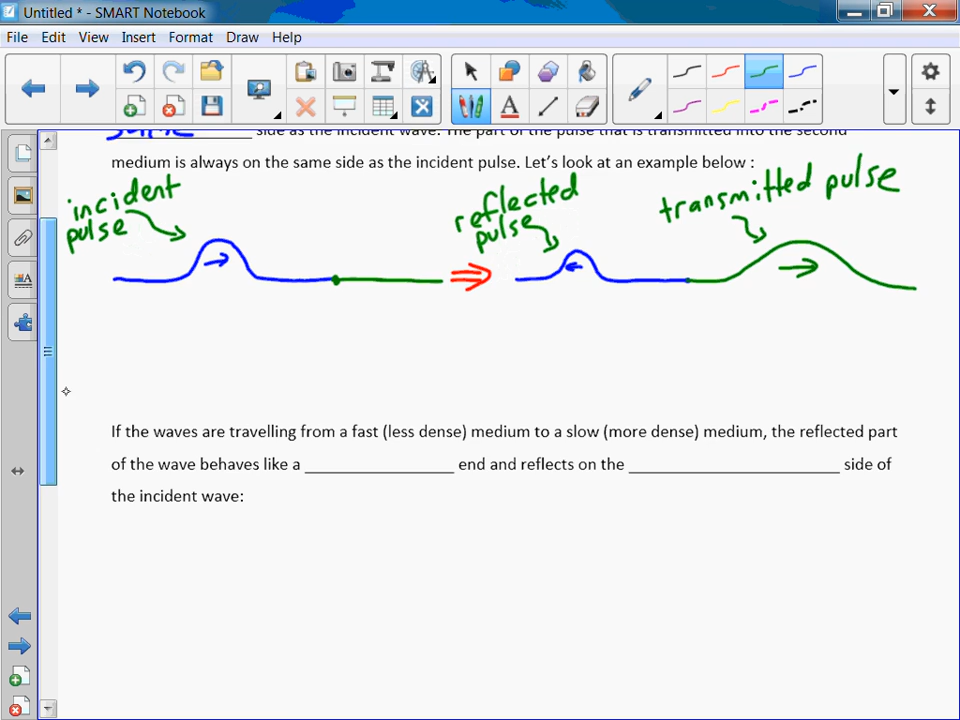 Untitled * - SMART Notebook
File Edit View Insert Format Draw Help
same side as the incident wave. The part of the pulse that is transmitted into the second
medium is always on the same side as the incident pulse. Let's look at an example below :
incident
pulse
reflected
pulse
transmitted pulse
If the waves are travelling from a fast (less dense) medium to a slow (more dense) medium, the reflected part
of the wave behaves like a ____________________ end and reflects on the ____________________________ side of
the incident wave: